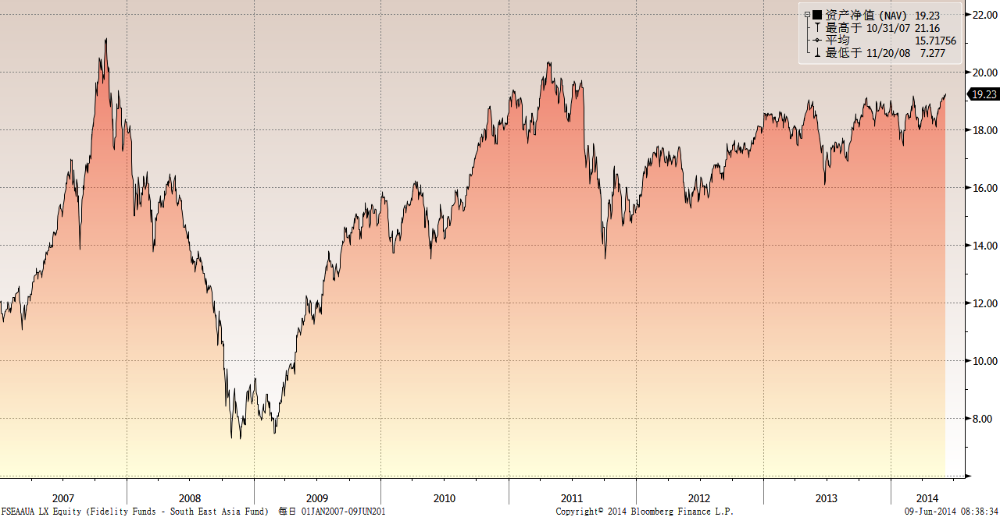 资产净值 (NAV) 19.23
最高于 10/31/07 21.16
平均 15.71756
最低于 11/20/08 7.277
22.00
20.00
19.23
18.00
16.00
14.00
12.00
10.00
8.00
2007 2008 2009 2010 2011 2012 2013 2014
FSEAAUA LX Equity (Fidelity Funds - South East Asia Fund) 每日 01JAN2007-09JUN201 Copyright© 2014 Bloomberg Finance L.P. 09-Jun-2014 08:38:34